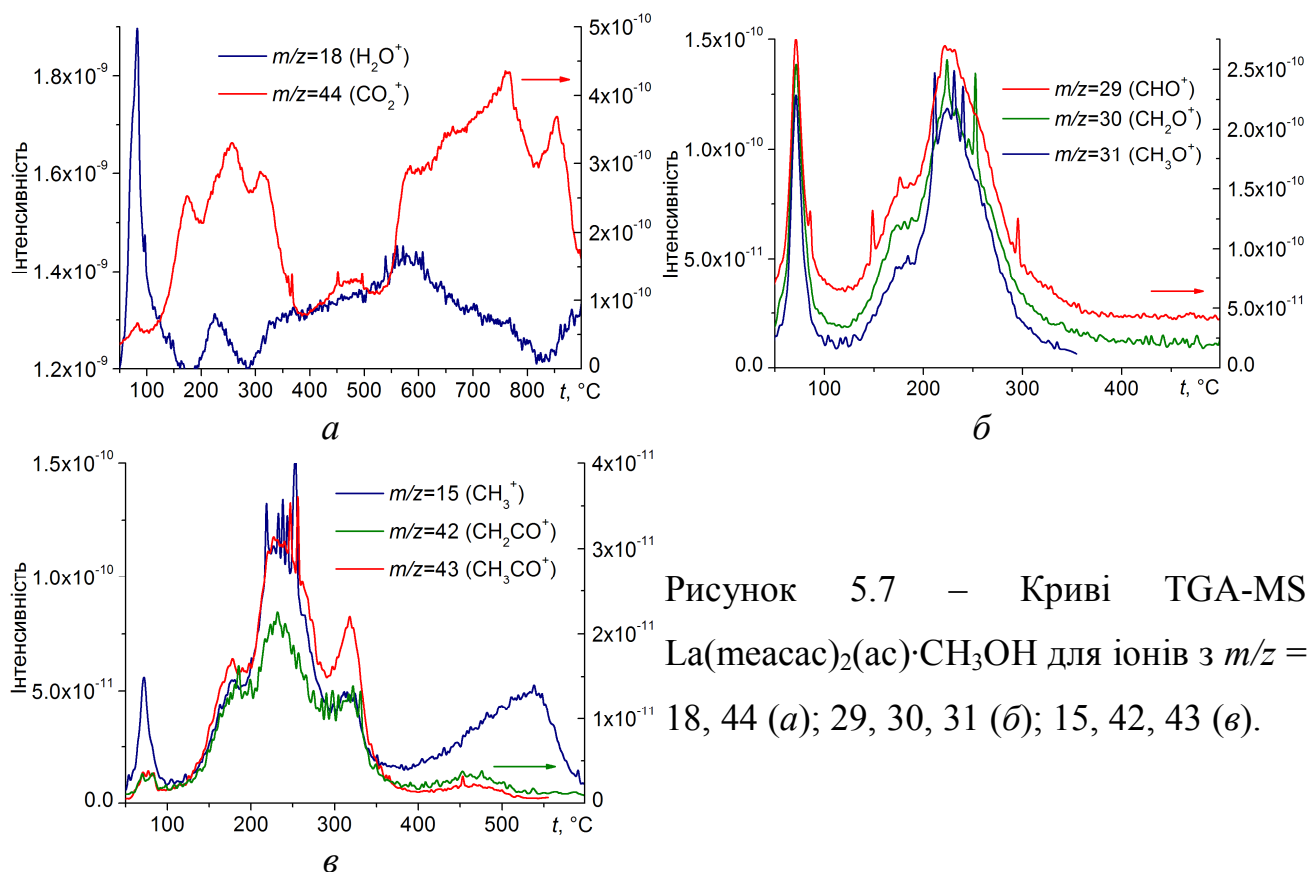 Інтенсивність
1.8x10⁻⁹
1.6x10⁻⁹
1.4x10⁻⁹
1.2x10⁻⁹
m/z=18 (H₂O⁺)
m/z=44 (CO₂⁺)
5x10⁻¹⁰
4x10⁻¹⁰
3x10⁻¹⁰
2x10⁻¹⁰
1x10⁻¹⁰
0
100 200 300 400 500 600 700 800
t, °C
а
Інтенсивність
1.5x10⁻¹⁰
1.0x10⁻¹⁰
5.0x10⁻¹¹
0.0
m/z=29 (CHO⁺)
m/z=30 (CH₂O⁺)
m/z=31 (CH₃O⁺)
2.5x10⁻¹⁰
2.0x10⁻¹⁰
1.5x10⁻¹⁰
1.0x10⁻¹⁰
5.0x10⁻¹¹
0.0
100 200 300 400 t, °C
б
Інтенсивність
1.5x10⁻¹⁰
1.0x10⁻¹⁰
5.0x10⁻¹¹
0.0
m/z=15 (CH₃⁺)
m/z=42 (CH₂CO⁺)
m/z=43 (CH₃CO⁺)
4x10⁻¹¹
3x10⁻¹¹
2x10⁻¹¹
1x10⁻¹¹
0
100 200 300 400 500 t, °C
в
Рисунок 5.7 – Криві TGA-MS
La(meacac)₂(ac)·CH₃OH для іонів з m/z =
18, 44 (а); 29, 30, 31 (б); 15, 42, 43 (в).